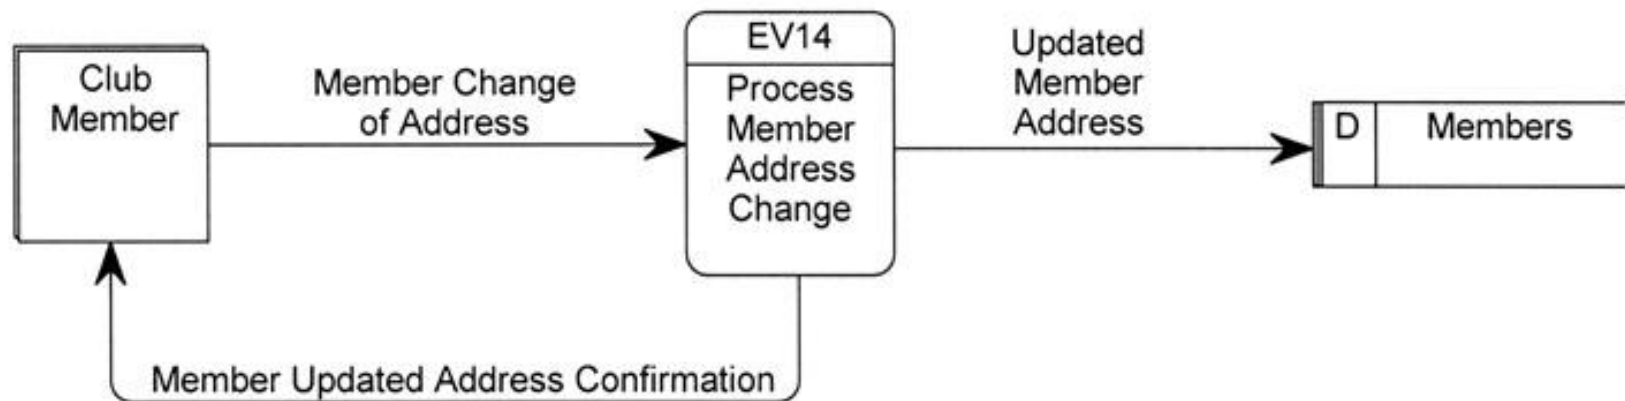 Club
Member
Member Change
of Address
EV14
Process
Member
Address
Change
Updated
Member
Address
D
Members
Member Updated Address Confirmation